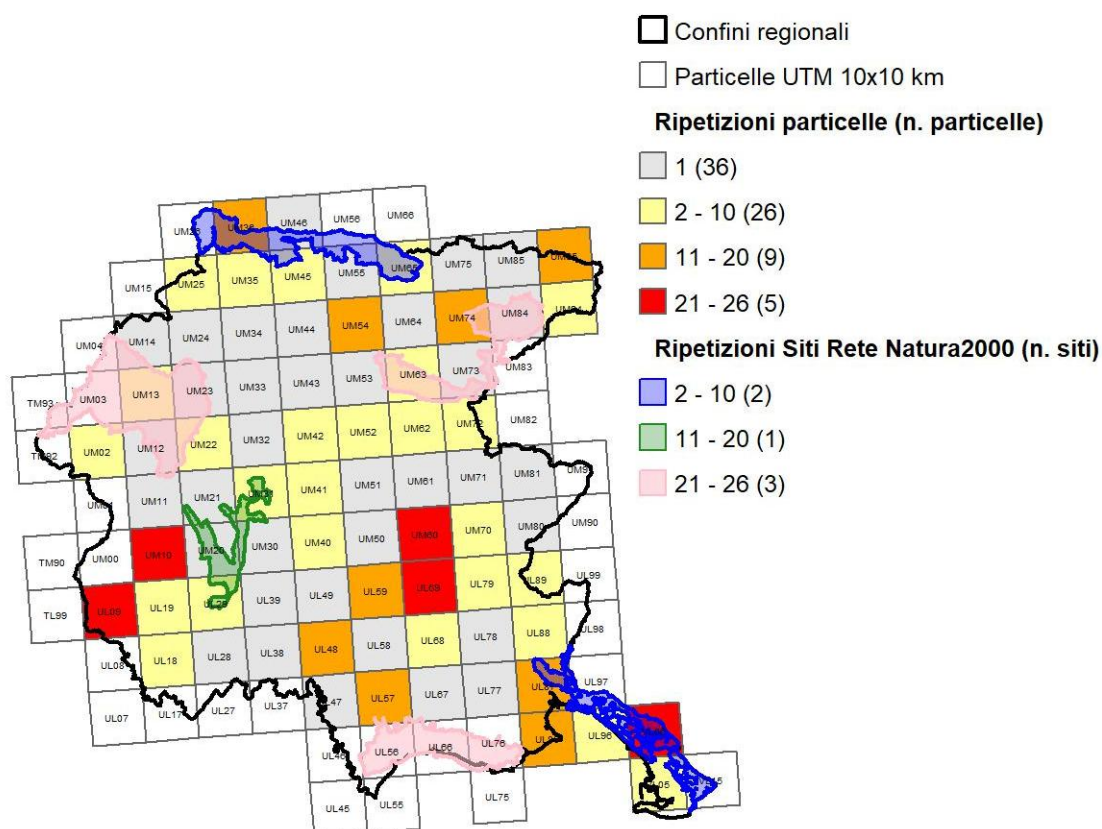 Confini regionali
Particelle UTM 10x10 km
Ripetizioni particelle (n. particelle)
1 (36)
2 - 10 (26)
11 - 20 (9)
21 - 26 (5)
Ripetizioni Siti Rete Natura2000 (n. siti)
2 - 10 (2)
11 - 20 (1)
21 - 26 (3)
UM46 UM56 UM66
UM15 UM25 UM35 UM45 UM55 UM65 UM75 UM85
UM04 UM14 UM24 UM34 UM44 UM54 UM64 UM74 UM84
TM93 UM03 UM13 UM23 UM33 UM43 UM53 UM63 UM73 UM83
UM02 UM12 UM22 UM32 UM42 UM52 UM62 UM72 UM82
UM11 UM21 UM41 UM51 UM61 UM71 UM81
TM90 UM00 UM10 UM20 UM30 UM40 UM50 UM60 UM70 UM80 UM90
TL99 UL09 UL19 UL29 UL39 UL49 UL59 UL69 UL79 UL89 UL99
UL08 UL18 UL28 UL38 UL48 UL58 UL68 UL78 UL88 UL98
UL07 UL17 UL27 UL37 UL47 UL57 UL67 UL77 UL97
UL46 UL56 UL66 UL76 UL96
UL45 UL55 UL75